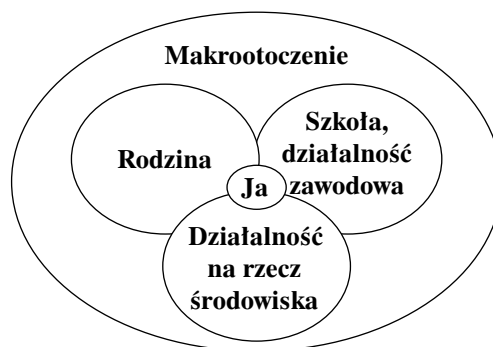 Makrootoczenie
Rodzina
Szkoła,
działalność
zawodowa
Ja
Działalność
na rzecz
środowiska